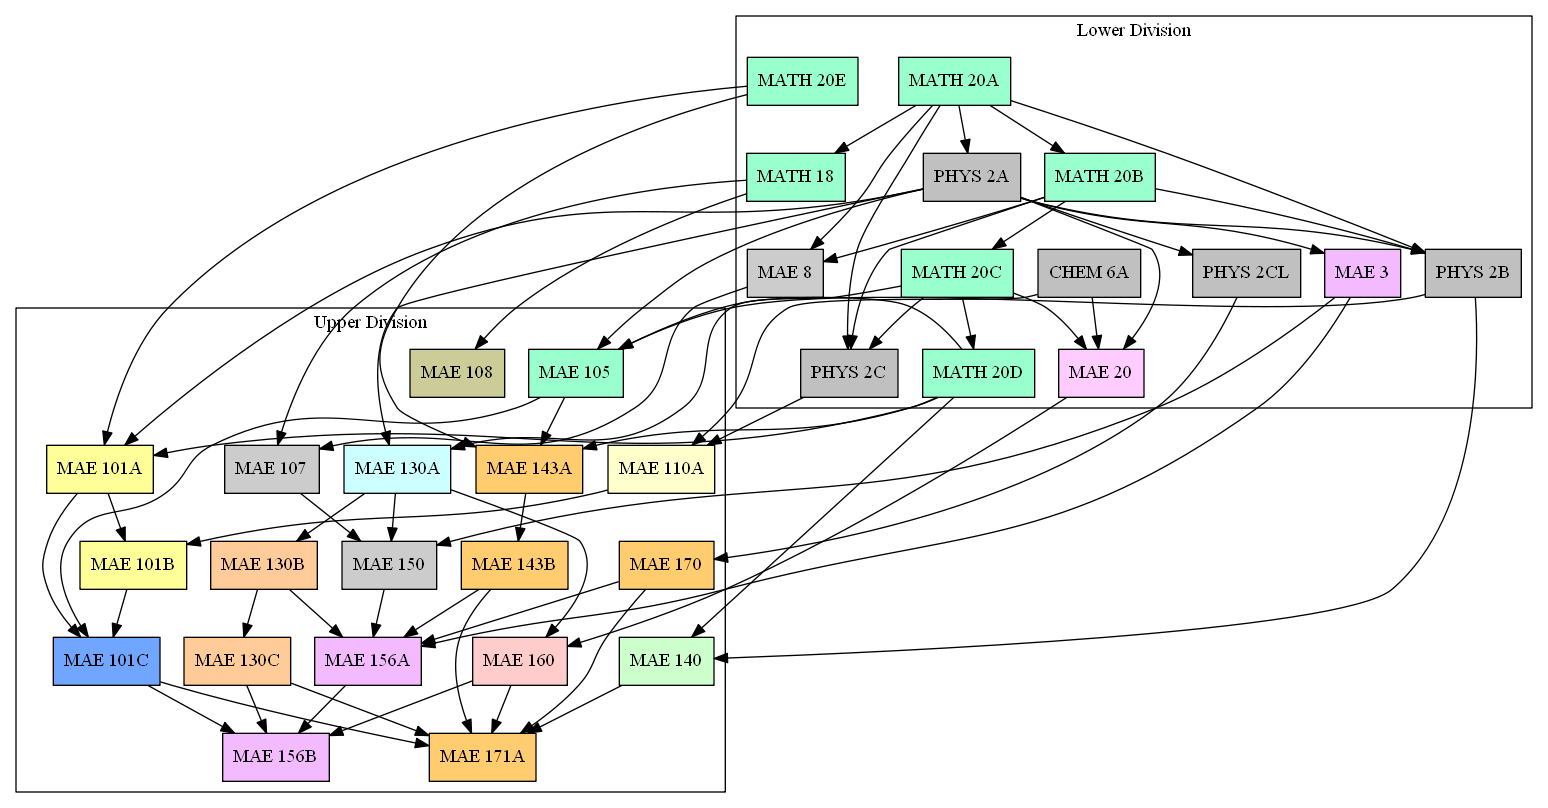 Lower Division
MATH 20E
MATH 20A
MATH 18
PHYS 2A
MATH 20B
MAE 8
MATH 20C
CHEM 6A
PHYS 2CL
MAE 3
PHYS 2B
Upper Division
MAE 108
MAE 105
PHYS 2C
MATH 20D
MAE 20
MAE 101A
MAE 107
MAE 130A
MAE 143A
MAE 110A
MAE 101B
MAE 130B
MAE 150
MAE 143B
MAE 170
MAE 101C
MAE 130C
MAE 156A
MAE 160
MAE 140
MAE 156B
MAE 171A